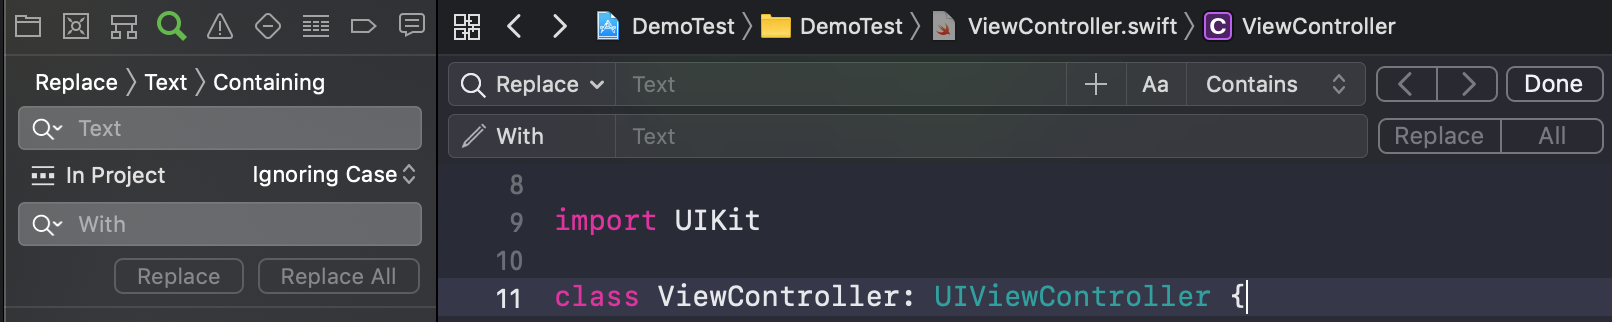 Replace 〉Text 〉Containing
Text
In Project Ignoring Case
With
Replace Replace All
DemoTest 〉DemoTest 〉ViewController.swift 〉C ViewController
Replace Text Aa Contains Done
With Text Replace All
8
9 import UIKit
10
11 class ViewController: UIViewController {